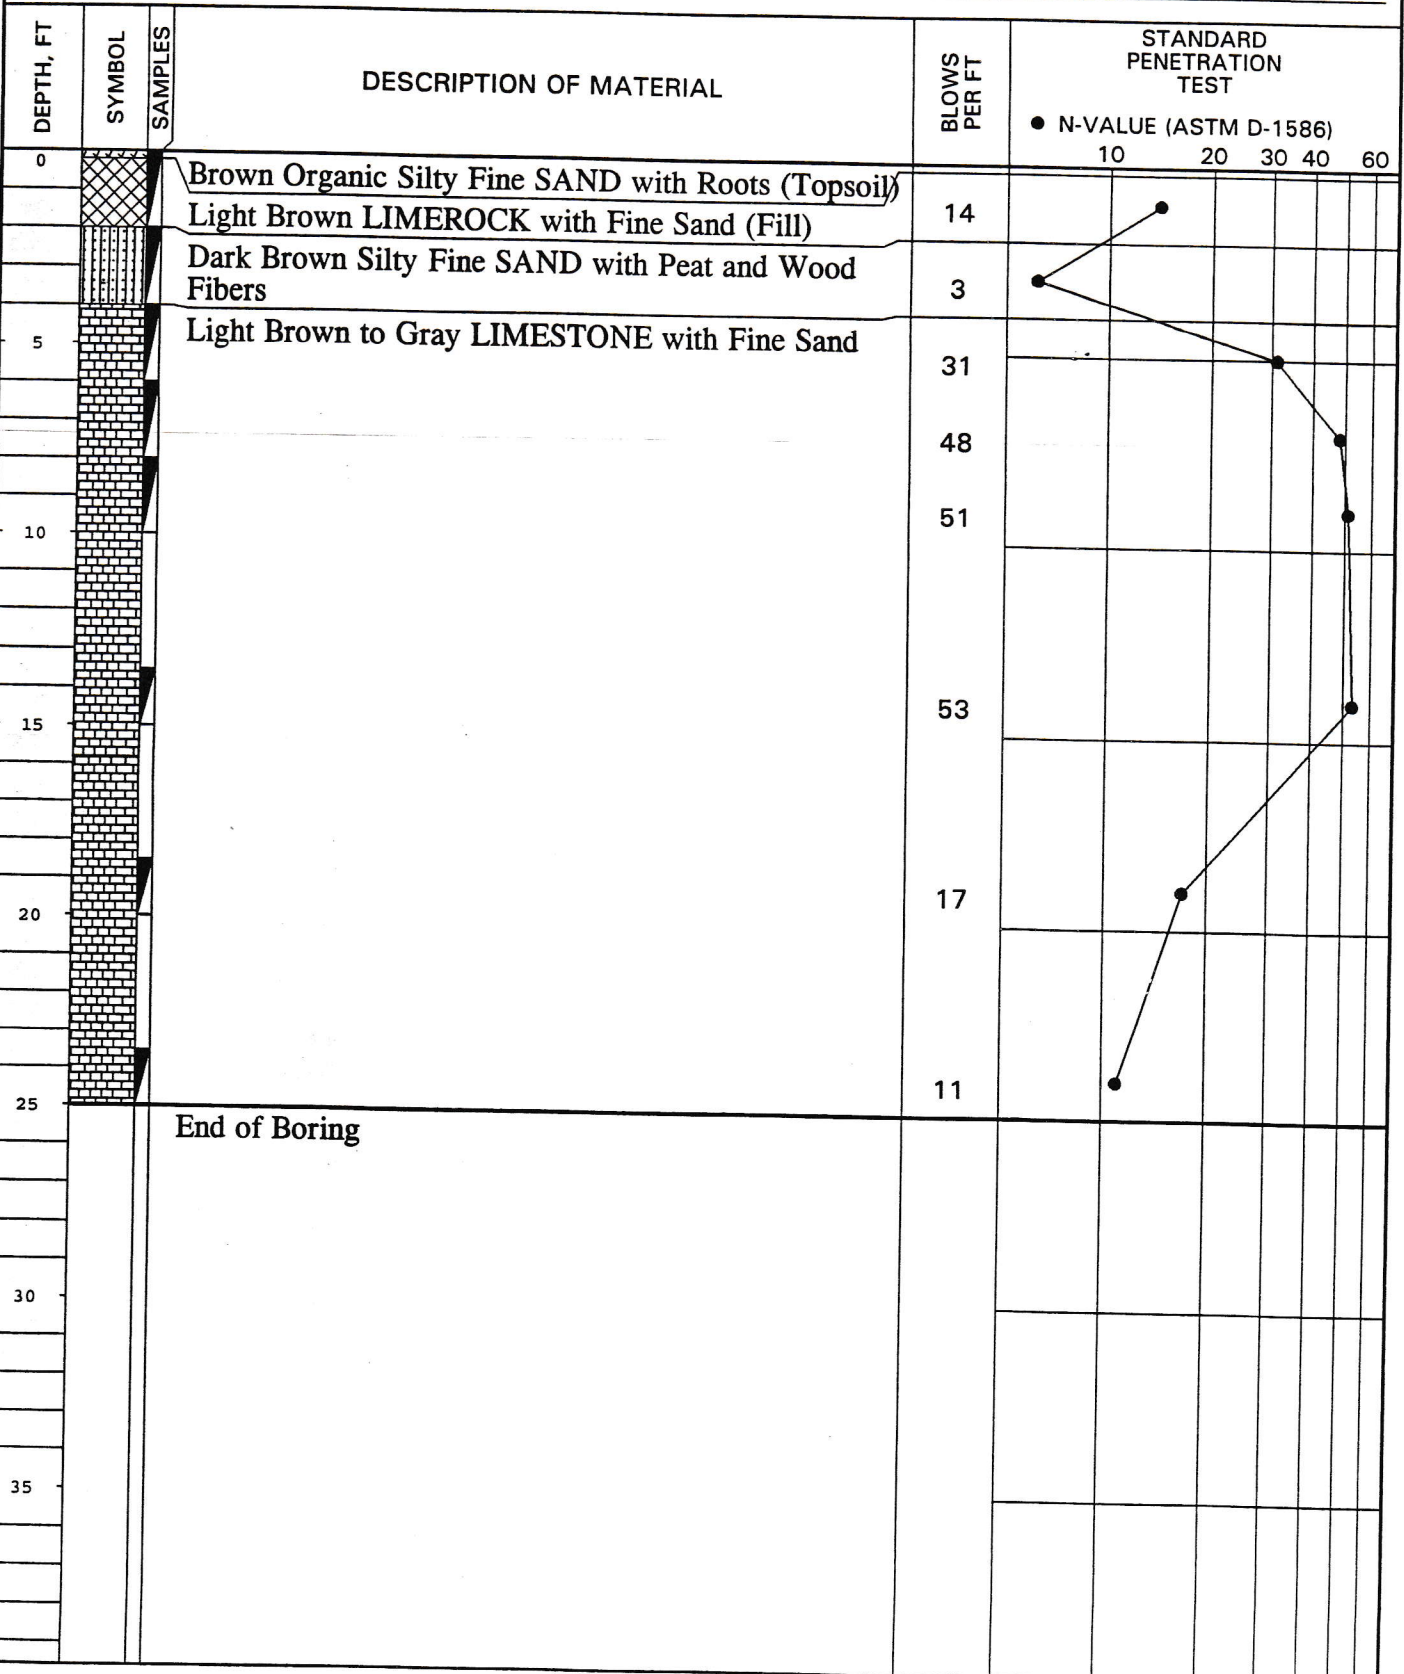 DEPTH, FT
SYMBOL
SAMPLES
DESCRIPTION OF MATERIAL
BLOWS
PER FT
STANDARD
PENETRATION
TEST
● N-VALUE (ASTM D-1586)
10 20 30 40 60
0
Brown Organic Silty Fine SAND with Roots (Topsoil)
Light Brown LIMEROCK with Fine Sand (Fill)
14
Dark Brown Silty Fine SAND with Peat and Wood
Fibers
3
5
Light Brown to Gray LIMESTONE with Fine Sand
31
48
51
10
53
15
17
20
11
25
End of Boring
30
35